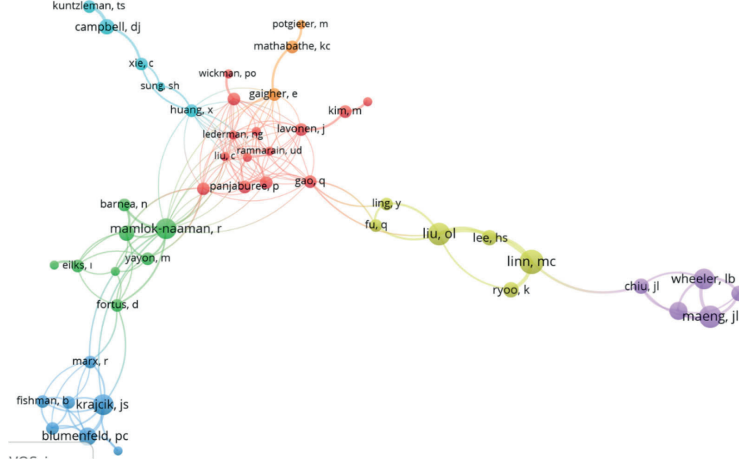 kuntzleman, ts
campbell, dj
potgieter, m
mathabathe, kc
xie, c
wickman, po
sung, sh
gaigher, e
huang, x
kim, m
lavonen, j
lederman, ng
ramnarain, ud
liu, c
panjaburee, p
gao, q
barnea, n
ling, y
mamlok-naaman, r
fu, q
liu, ol
lee, hs
yayon, m
eilks, ı
linn, mc
wheeler, lb
chiu, jl
ryoo, k
fortus, d
maeng, jl
marx, r
fishman, b
krajcik, js
blumenfeld, pc